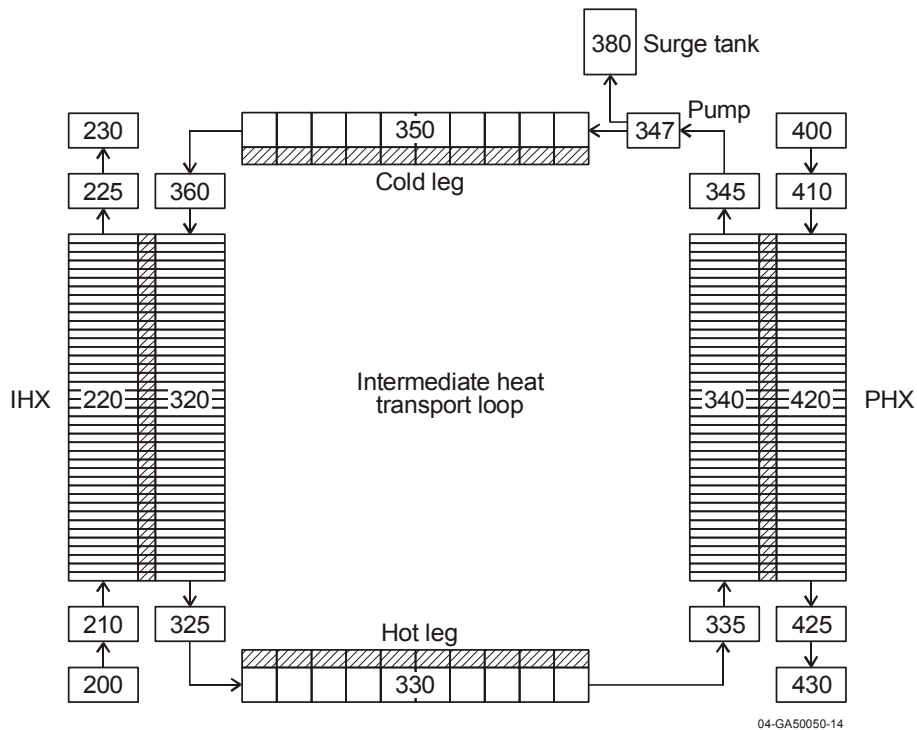 380 Surge tank
Pump
230
350
347
400
225
360
Cold leg
345
410
IHX
220
320
Intermediate heat
transport loop
340
420
PHX
210
325
Hot leg
335
425
200
330
430
04-GA50050-14